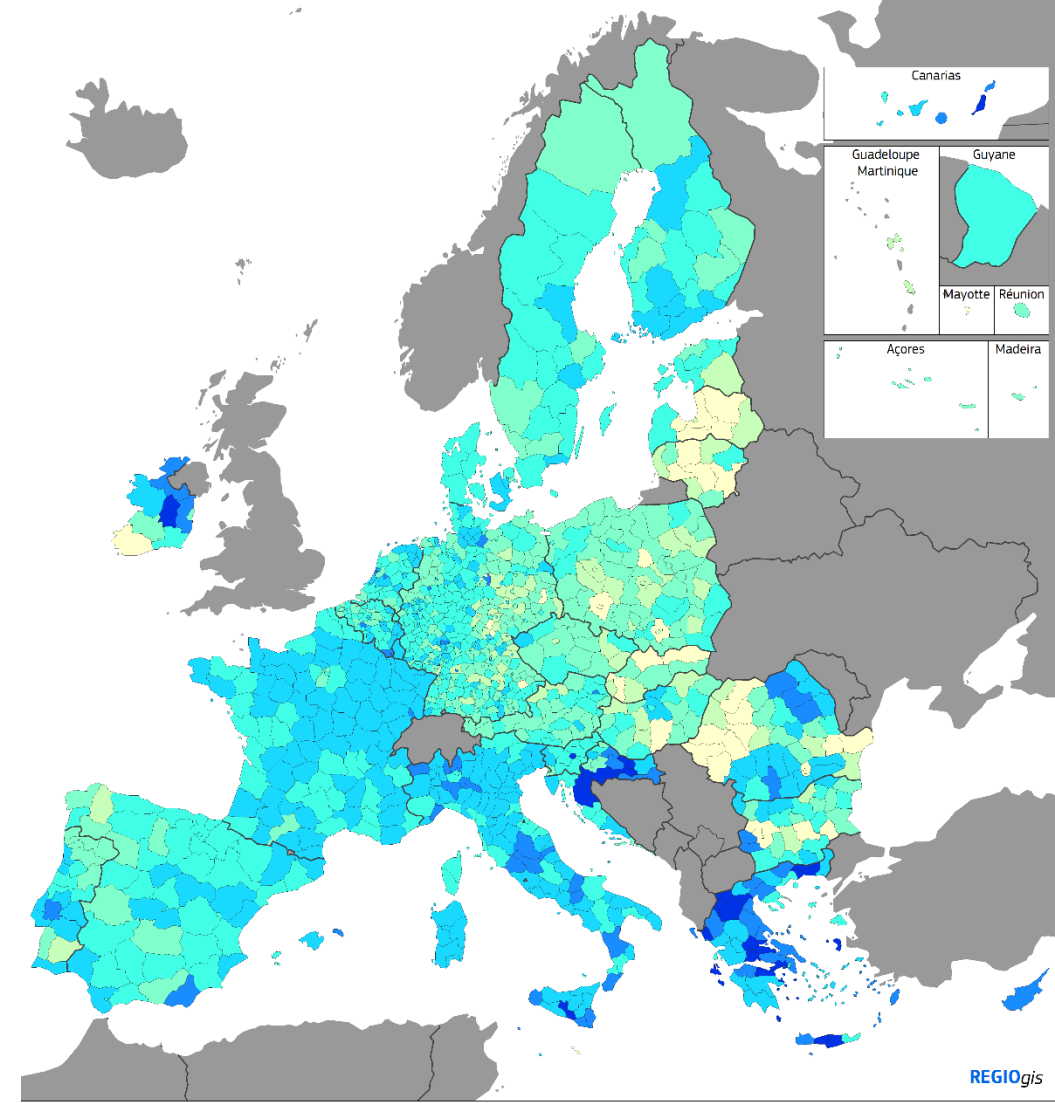 Canarias
Guadeloupe
Martinique
Guyane
Mayotte
Réunion
Açores
Madeira
REGIOgis